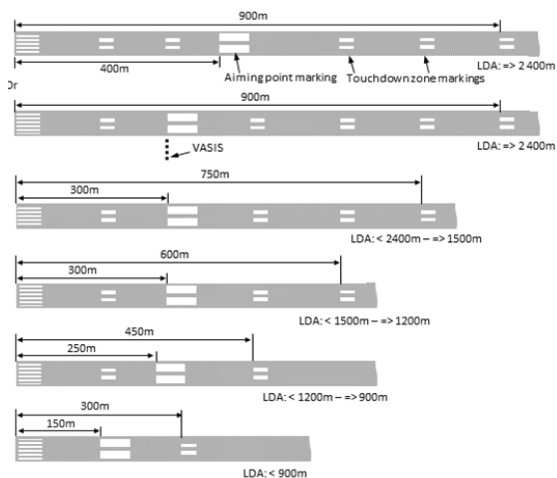 900m
400m
Aiming point marking
Touchdown zone markings
LDA: => 2 400m
Or
900m
VASIS
LDA: => 2 400m
750m
300m
LDA: < 2400m – => 1500m
600m
300m
LDA: < 1500m – => 1200m
450m
250m
LDA: < 1200m – => 900m
300m
150m
LDA: < 900m